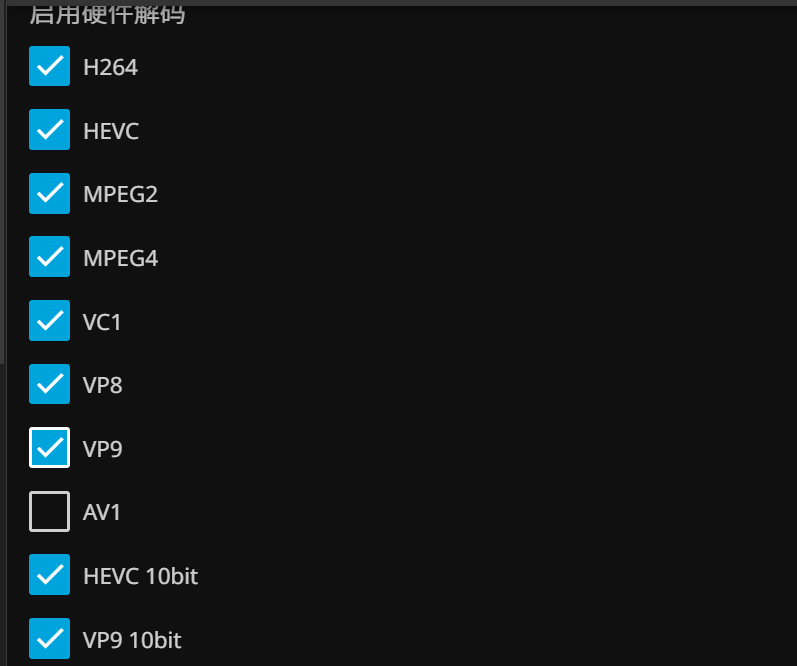 启用硬件解码
H264
HEVC
MPEG2
MPEG4
VC1
VP8
VP9
AV1
HEVC 10bit
VP9 10bit